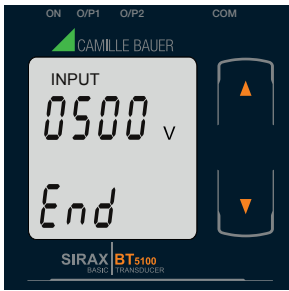 ON O/P1 O/P2 COM
CAMILLE BAUER
INPUT
0500 V
End
SIRAX BT5100
BASIC TRANSDUCER